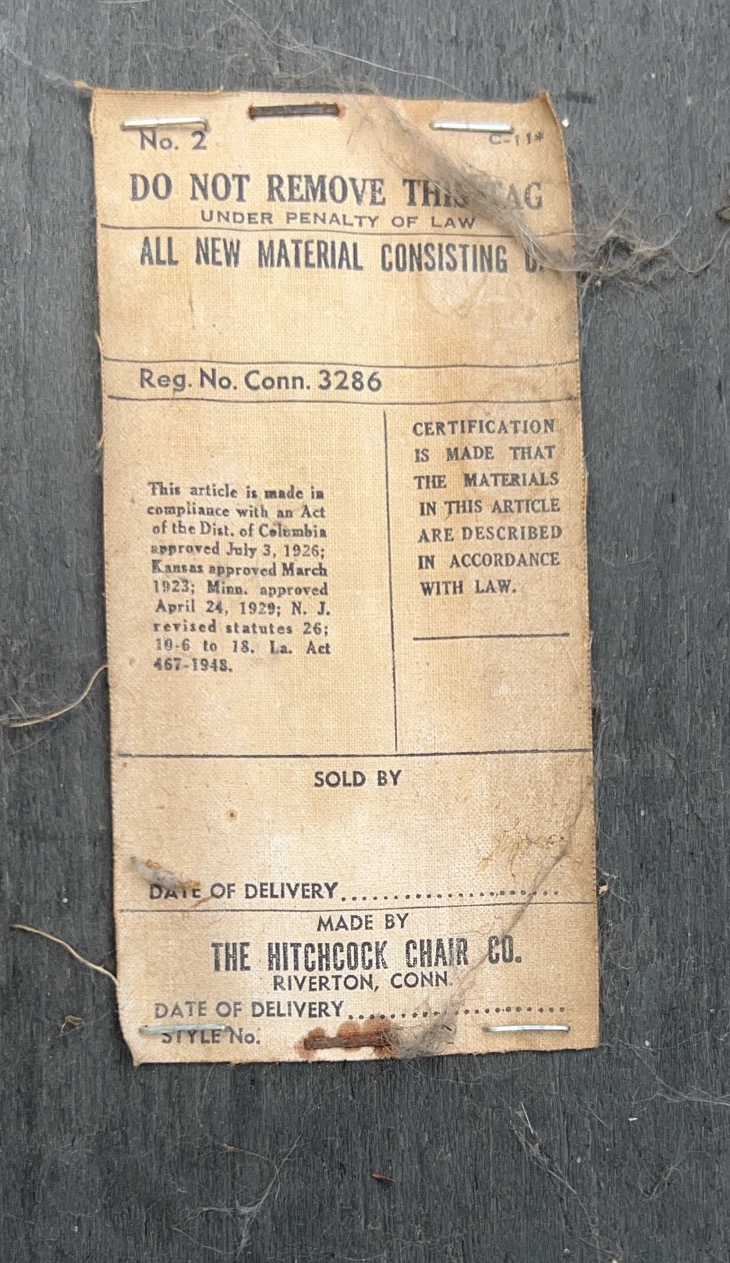 No. 2 C-11*
DO NOT REMOVE THIS TAG
UNDER PENALTY OF LAW
ALL NEW MATERIAL CONSISTING
Reg. No. Conn. 3286
This article is made in
compliance with an Act
of the Dist. of Columbia
approved July 3, 1926;
Kansas approved March
1923; Minn. approved
April 24, 1929; N. J.
revised statutes 26;
10-6 to 18. La. Act
467-1948.
CERTIFICATION
IS MADE THAT
THE MATERIALS
IN THIS ARTICLE
ARE DESCRIBED
IN ACCORDANCE
WITH LAW.
SOLD BY
DATE OF DELIVERY..........................
MADE BY
THE HITCHCOCK CHAIR CO.
RIVERTON, CONN.
DATE OF DELIVERY..........................
STYLE No.